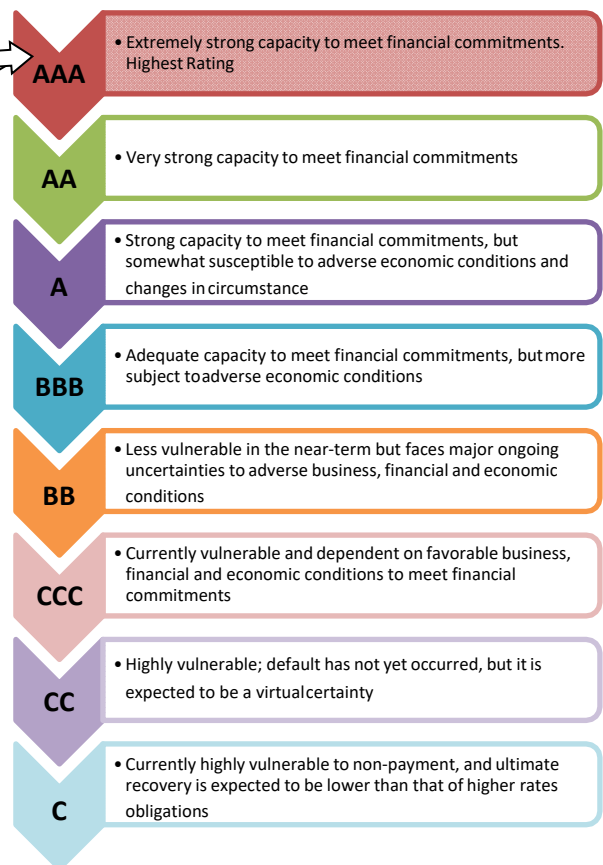 AAA
• Extremely strong capacity to meet financial commitments.
Highest Rating
AA
• Very strong capacity to meet financial commitments
A
• Strong capacity to meet financial commitments, but
somewhat susceptible to adverse economic conditions and
changes in circumstance
BBB
• Adequate capacity to meet financial commitments, but more
subject to adverse economic conditions
BB
• Less vulnerable in the near-term but faces major ongoing
uncertainties to adverse business, financial and economic
conditions
CCC
• Currently vulnerable and dependent on favorable business,
financial and economic conditions to meet financial
commitments
CC
• Highly vulnerable; default has not yet occurred, but it is
expected to be a virtual certainty
C
• Currently highly vulnerable to non-payment, and ultimate
recovery is expected to be lower than that of higher rates
obligations